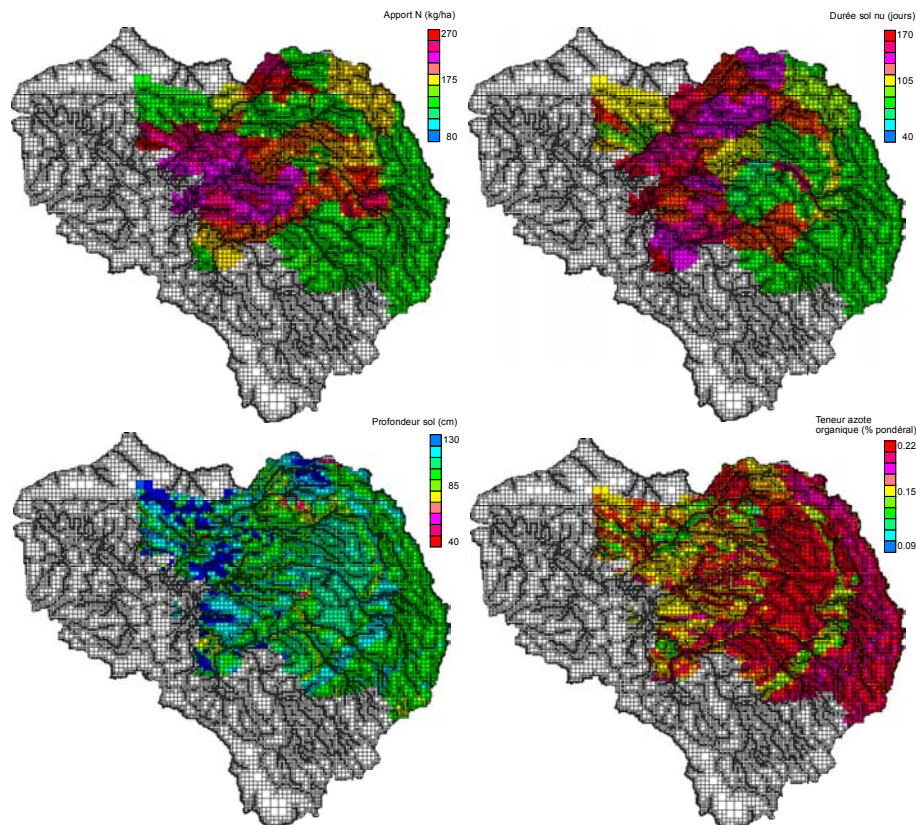 Apport N (kg/ha)
270
175
80
Durée sol nu (jours)
170
105
40
Profondeur sol (cm)
130
85
40
Teneur azote
organique (% pondéral)
0.22
0.15
0.09